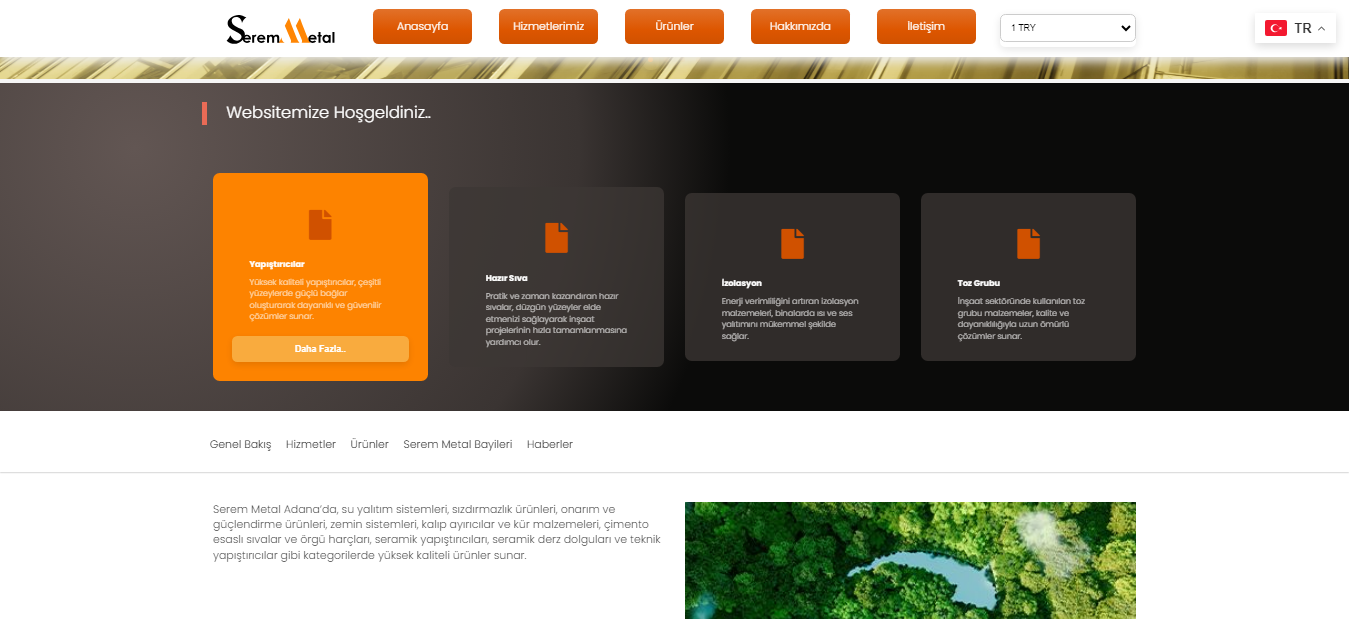 Serem Metal
Anasayfa
Hizmetlerimiz
Ürünler
Hakkımızda
İletişim
1 TRY
TR
Websitemize Hoşgeldiniz..
Yapıştırıcılar
Yüksek kaliteli yapıştırıcılar, çeşitli
yüzeylerde güçlü bağlar
oluşturarak dayanıklı ve güvenilir
çözümler sunar.
Daha Fazla..
Hazır Sıva
Pratik ve zaman kazandıran hazır
sıvalar, düzgün yüzeyler elde
etmenizi sağlayarak inşaat
projelerinin hızla tamamlanmasına
yardımcı olur.
İzolasyon
Enerji verimliliğini artıran izolasyon
malzemeleri, binalarda ısı ve ses
yalıtımını mükemmel şekilde
sağlar.
Toz Grubu
İnşaat sektöründe kullanılan toz
grubu malzemeler, kalite ve
dayanıklılığıyla uzun ömürlü
çözümler sunar.
Genel Bakış
Hizmetler
Ürünler
Serem Metal Bayileri
Haberler
Serem Metal Adana’da, su yalıtım sistemleri, sızdırmazlık ürünleri, onarım ve
güçlendirme ürünleri, zemin sistemleri, kalıp ayırıcılar ve kür malzemeleri, çimento
esaslı sıvalar ve örgü harçları, seramik yapıştırıcıları, seramik derz dolguları ve teknik
yapıştırıcılar gibi kategorilerde yüksek kaliteli ürünler sunar.